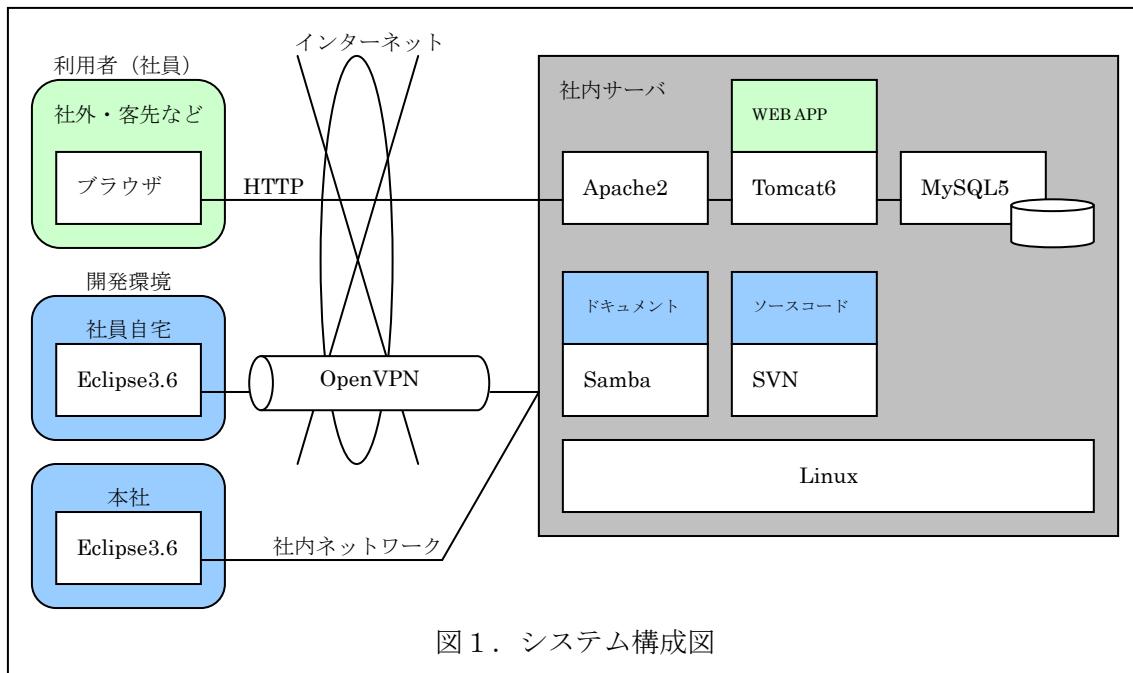 インターネット
利用者（社員）
社外・客先など
ブラウザ
HTTP
社内サーバ
WEB APP
Apache2
Tomcat6
MySQL5
開発環境
社員自宅
Eclipse3.6
OpenVPN
ドキュメント
ソースコード
Samba
SVN
Linux
本社
Eclipse3.6
社内ネットワーク
図１．システム構成図